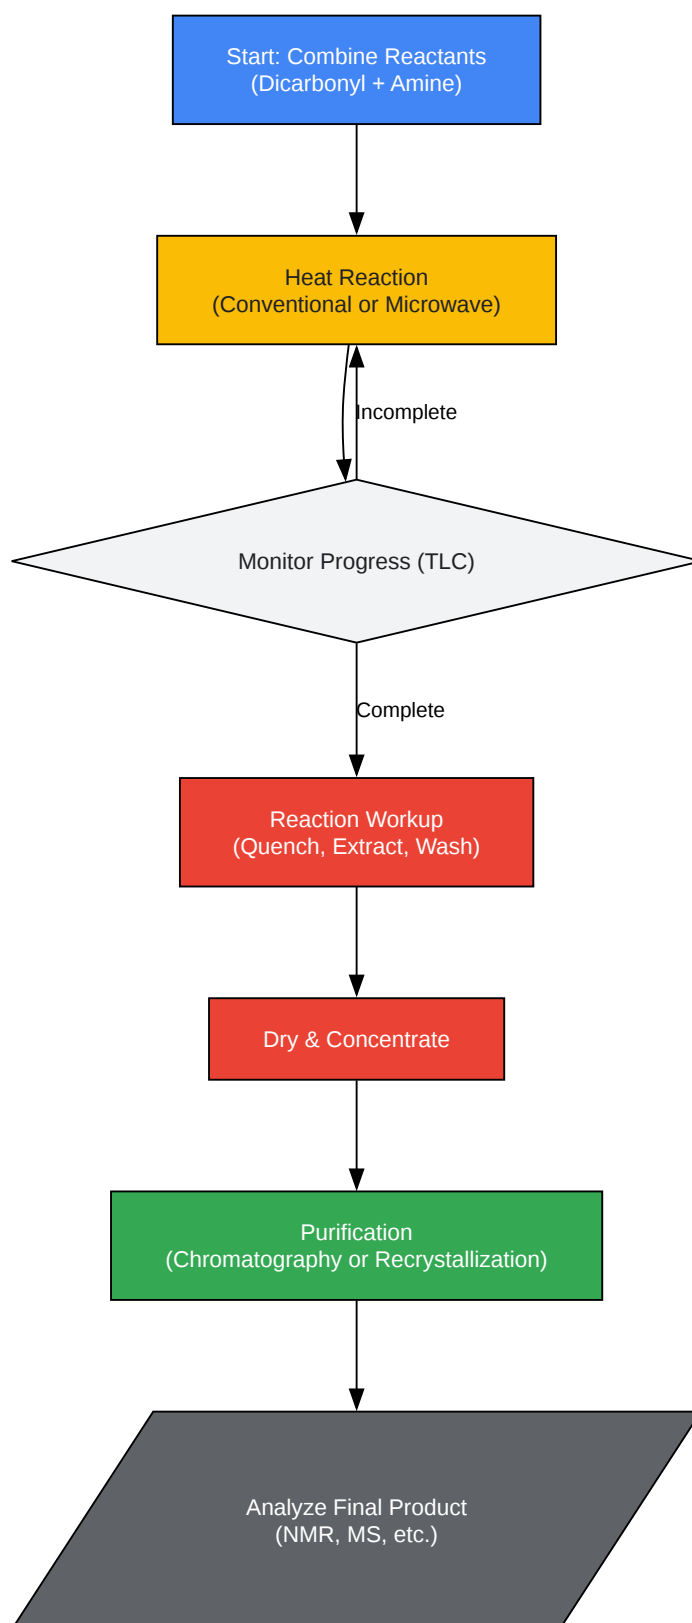 Start: Combine Reactants
(Dicarbonyl + Amine)
Heat Reaction
(Conventional or Microwave)
Incomplete
Monitor Progress (TLC)
Complete
Reaction Workup
(Quench, Extract, Wash)
Dry & Concentrate
Purification
(Chromatography or Recrystallization)
Analyze Final Product
(NMR, MS, etc.)